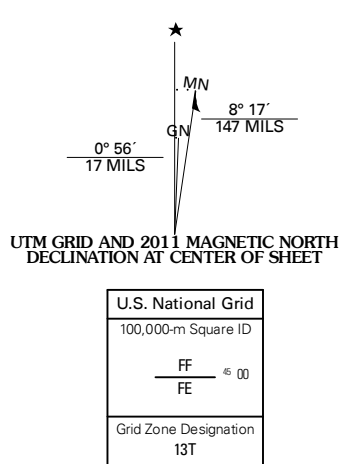 ★
MN
GN
8° 17´
147 MILS
0° 56´
17 MILS
UTM GRID AND 2011 MAGNETIC NORTH
DECLINATION AT CENTER OF SHEET
U.S. National Grid
100,000-m Square ID
FF
FE
45 00
Grid Zone Designation
13T